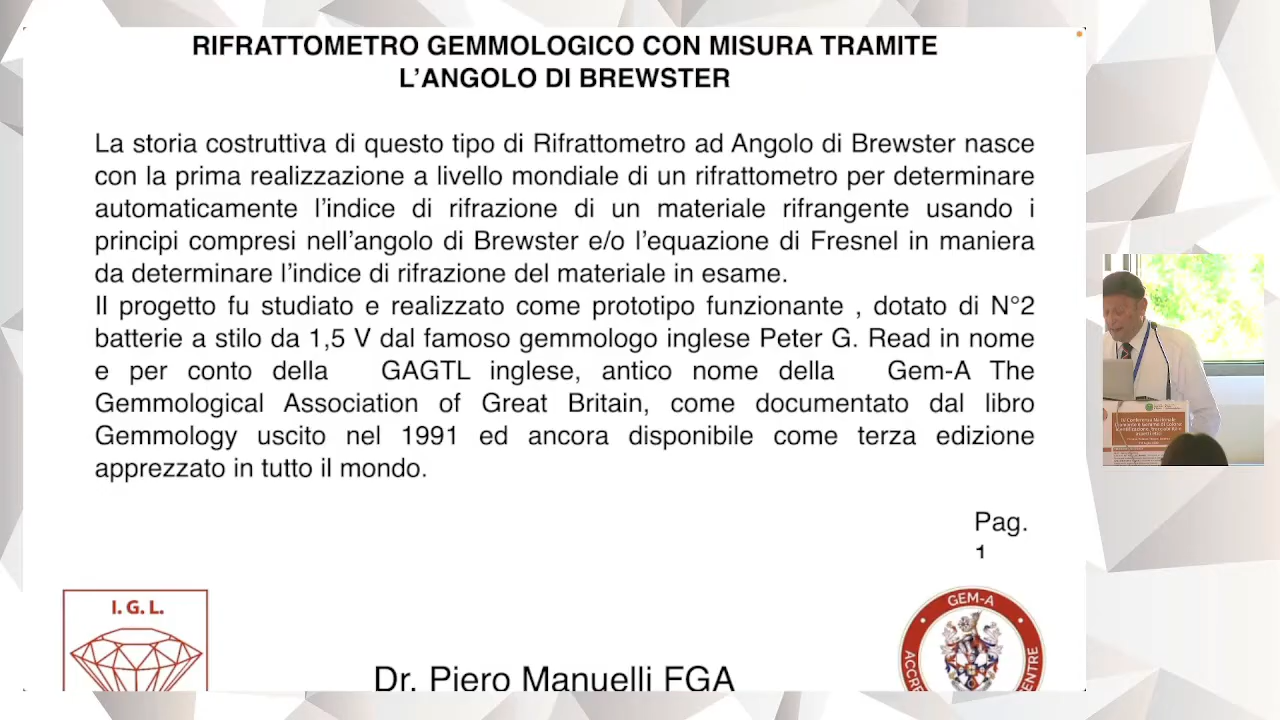 RIFRATTOMETRO GEMMOLOGICO CON MISURA TRAMITE
L’ANGOLO DI BREWSTER
La storia costruttiva di questo tipo di Rifrattometro ad Angolo di Brewster nasce
con la prima realizzazione a livello mondiale di un rifrattometro per determinare
automaticamente l’indice di rifrazione di un materiale rifrangente usando i
principi compresi nell’angolo di Brewster e/o l’equazione di Fresnel in maniera
da determinare l’indice di rifrazione del materiale in esame.
Il progetto fu studiato e realizzato come prototipo funzionante , dotato di N°2
batterie a stilo da 1,5 V dal famoso gemmologo inglese Peter G. Read in nome
e per conto della GAGTL inglese, antico nome della Gem-A The
Gemmological Association of Great Britain, come documentato dal libro
Gemmology uscito nel 1991 ed ancora disponibile come terza edizione
apprezzato in tutto il mondo.
Pag.
1
I. G. L.
Dr. Piero Manuelli FGA
GEM-A